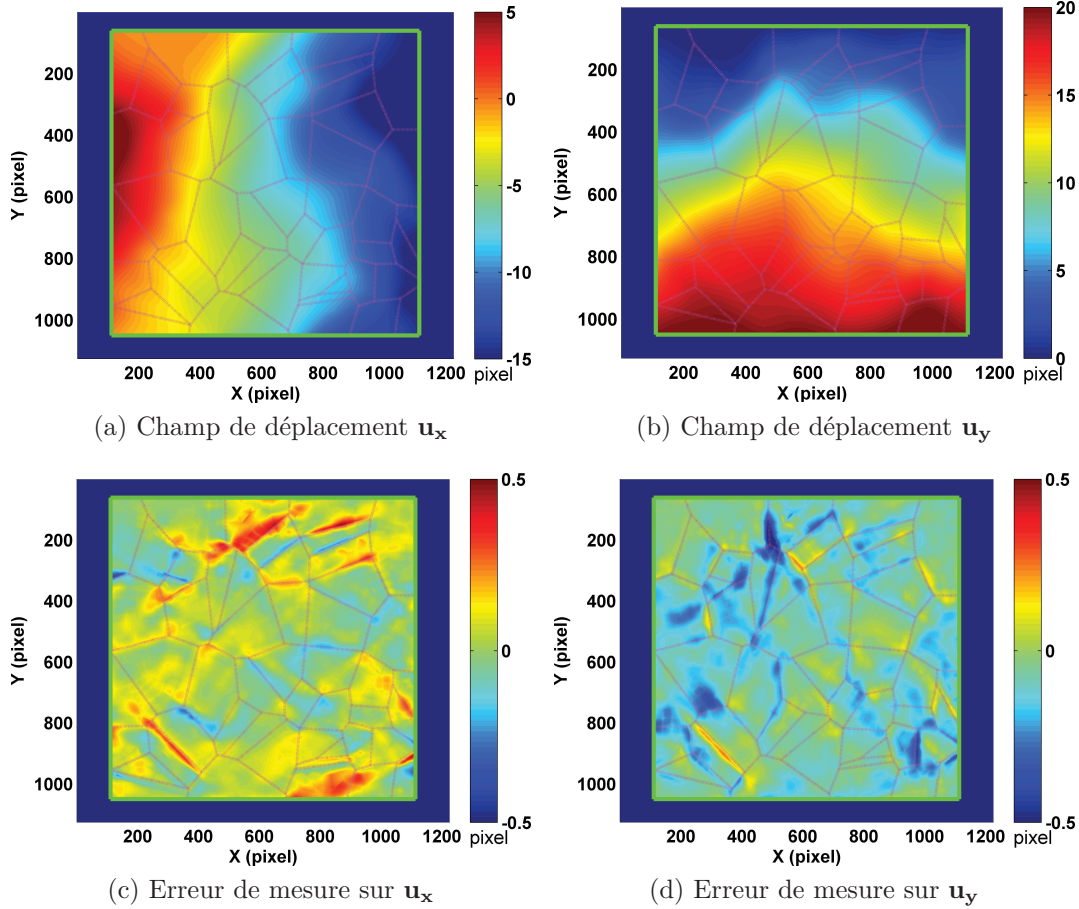 5
0
-5
-10
-15
pixel
200
400
600
800
1000
Y (pixel)
200 400 600 800 1000 1200
X (pixel)
(a) Champ de déplacement ux
20
15
10
5
0
pixel
200
400
600
800
1000
Y (pixel)
200 400 600 800 1000 1200
X (pixel)
(b) Champ de déplacement uy
0.5
0
-0.5
pixel
200
400
600
800
1000
Y (pixel)
200 400 600 800 1000 1200
X (pixel)
(c) Erreur de mesure sur ux
0.5
0
-0.5
pixel
200
400
600
800
1000
Y (pixel)
200 400 600 800 1000 1200
X (pixel)
(d) Erreur de mesure sur uy